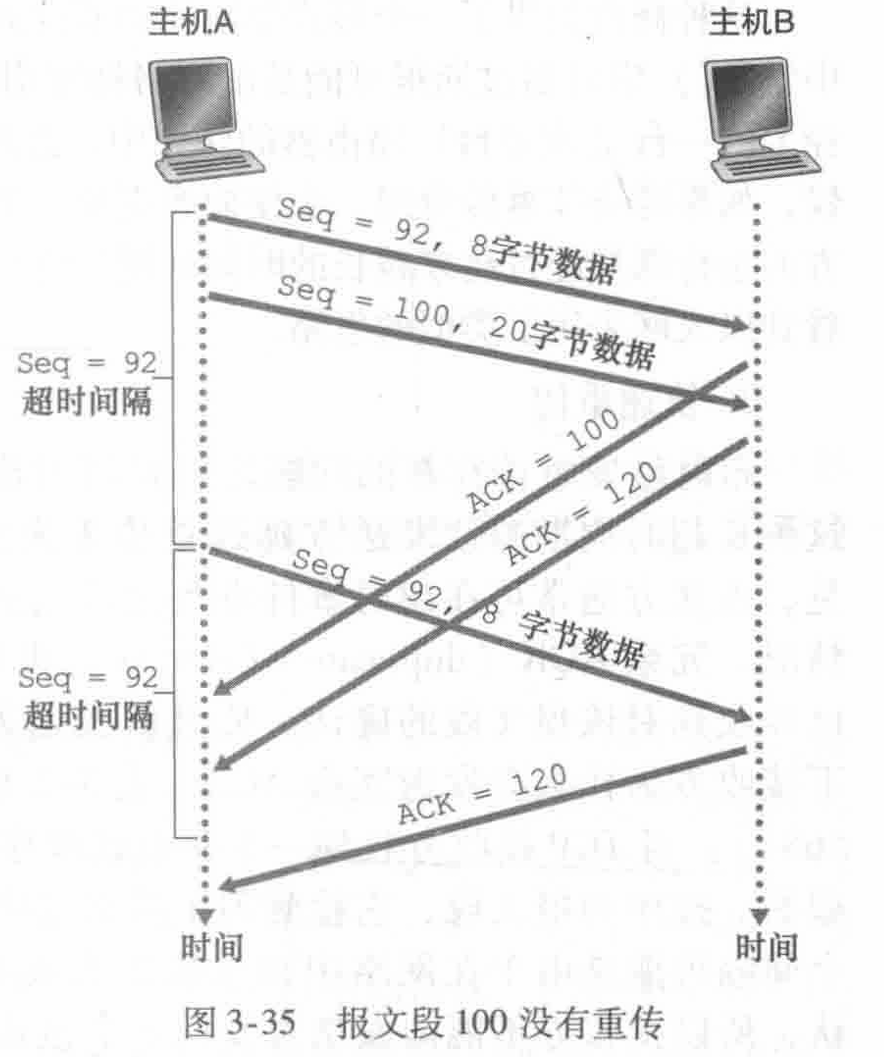 主机A
主机B
Seq = 92, 8字节数据
Seq = 100, 20字节数据
Seq = 92
超时间隔
ACK = 100
ACK = 120
Seq = 92, 8 字节数据
Seq = 92
超时间隔
ACK = 120
时间
时间
图 3-35 报文段 100 没有重传